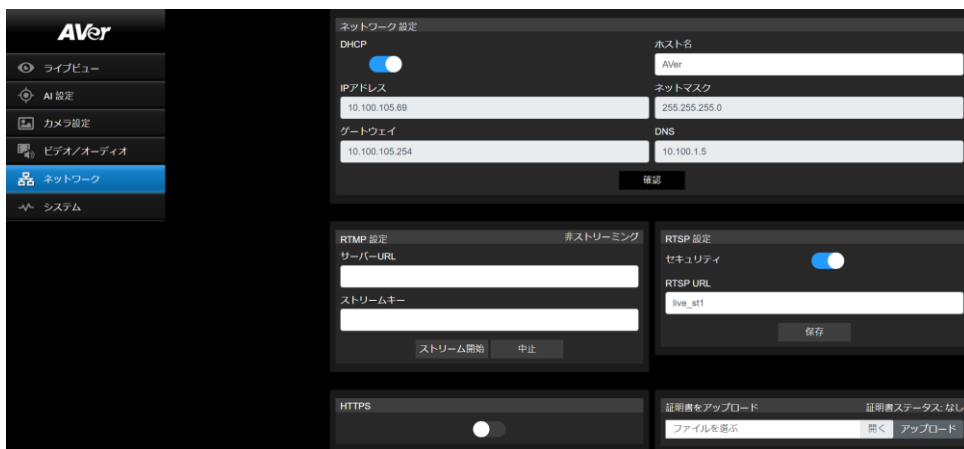 AVer
ライブビュー
AI 設定
カメラ設定
ビデオ/オーディオ
ネットワーク
システム
ネットワーク 設定
DHCP
ホスト名
AVer
IPアドレス
ネットマスク
10.100.105.69
255.255.255.0
ゲートウェイ
DNS
10.100.105.254
10.100.1.5
確認
RTMP 設定
非ストリーミング
サーバーURL
ストリームキー
ストリーム開始
中止
RTSP 設定
セキュリティ
RTSP URL
live_st1
保存
HTTPS
証明書をアップロード
証明書ステータス: なし
ファイルを選ぶ
開く
アップロード